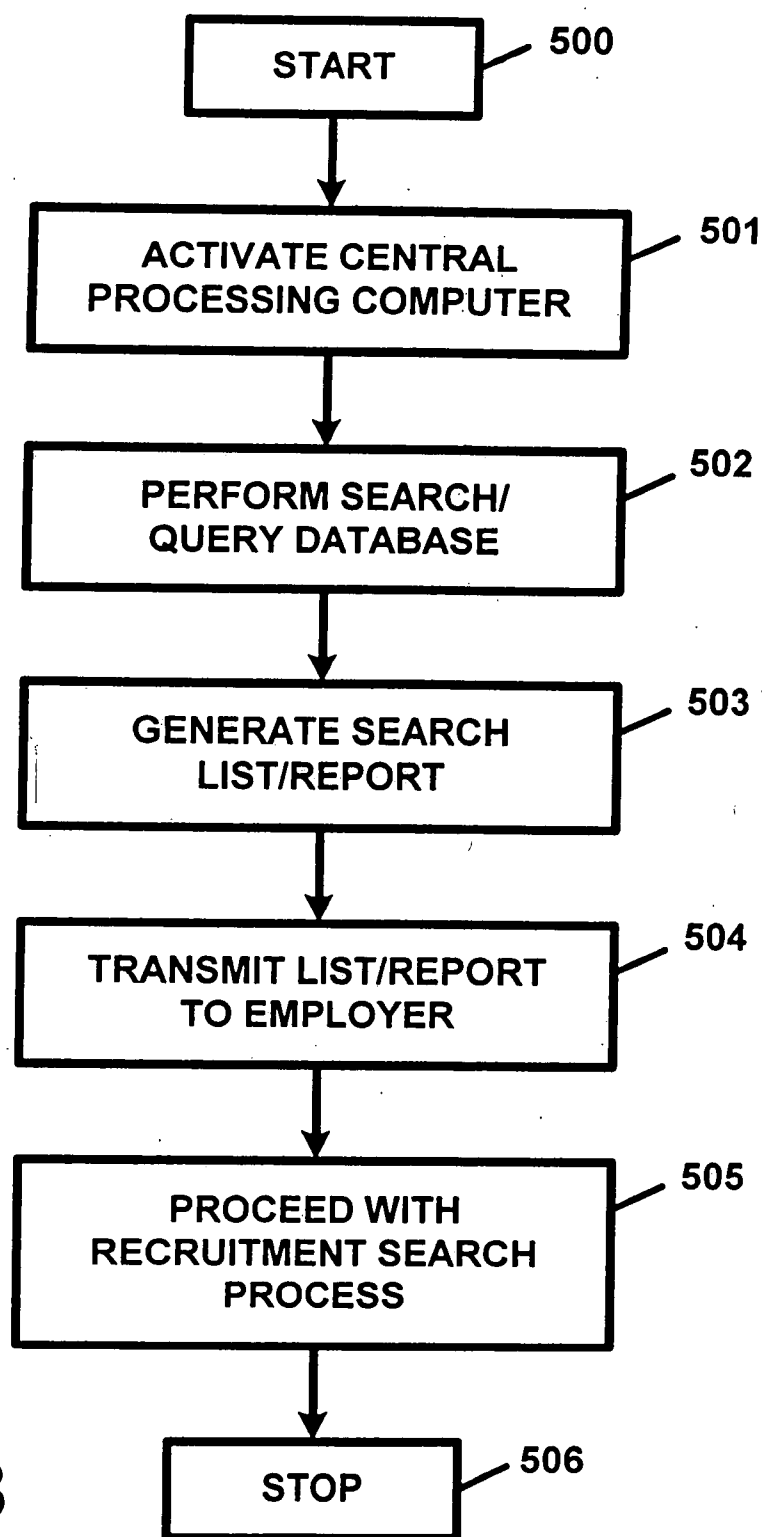 START
500
ACTIVATE CENTRAL
PROCESSING COMPUTER
501
PERFORM SEARCH/
QUERY DATABASE
502
GENERATE SEARCH
LIST/REPORT
503
TRANSMIT LIST/REPORT
TO EMPLOYER
504
PROCEED WITH
RECRUITMENT SEARCH
PROCESS
505
STOP
506